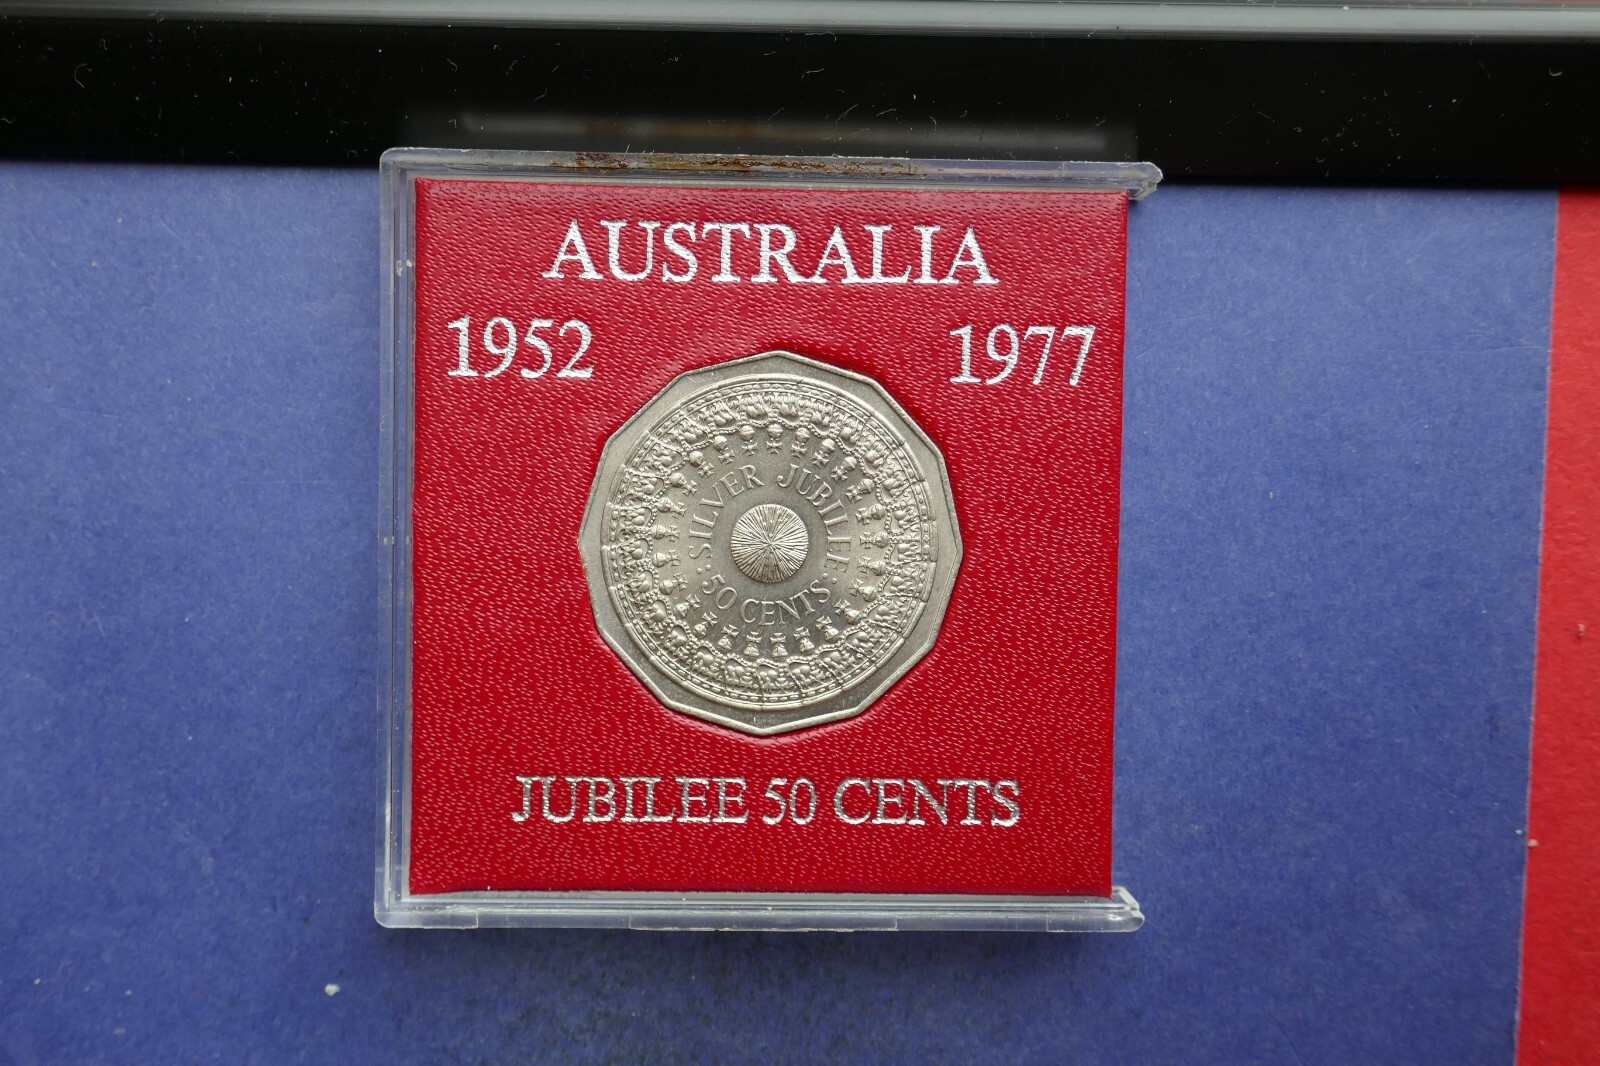 AUSTRALIA
1952 1977
SILVER JUBILEE:
50 CENTS:
JUBILEE 50 CENTS